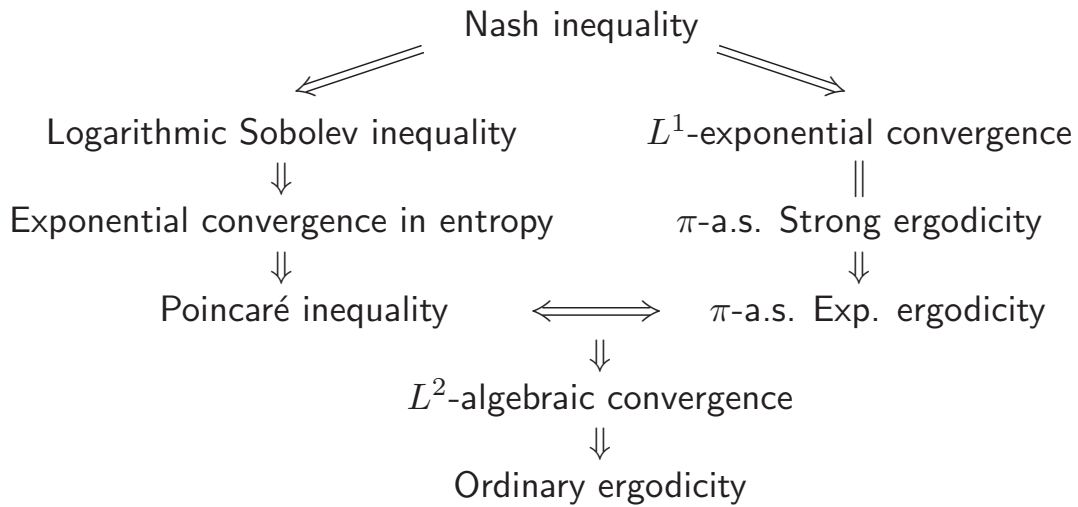 Nash inequality
Logarithmic Sobolev inequality
L¹-exponential convergence
Exponential convergence in entropy
π-a.s. Strong ergodicity
Poincaré inequality
π-a.s. Exp. ergodicity
L²-algebraic convergence
Ordinary ergodicity